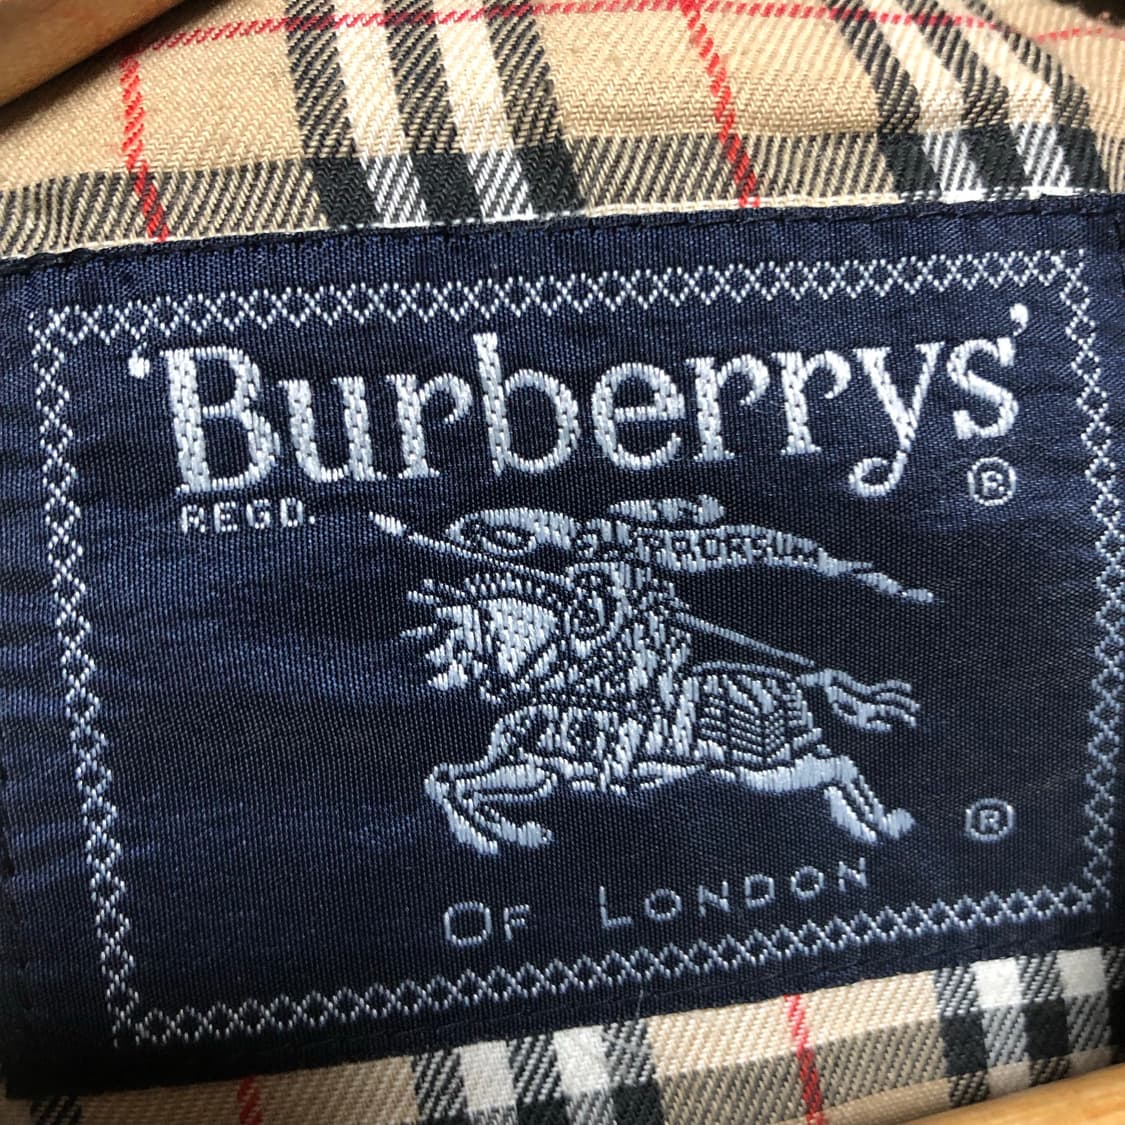 ‘Burberrys’
®
REGD.
PRORSUM
®
OF LONDON